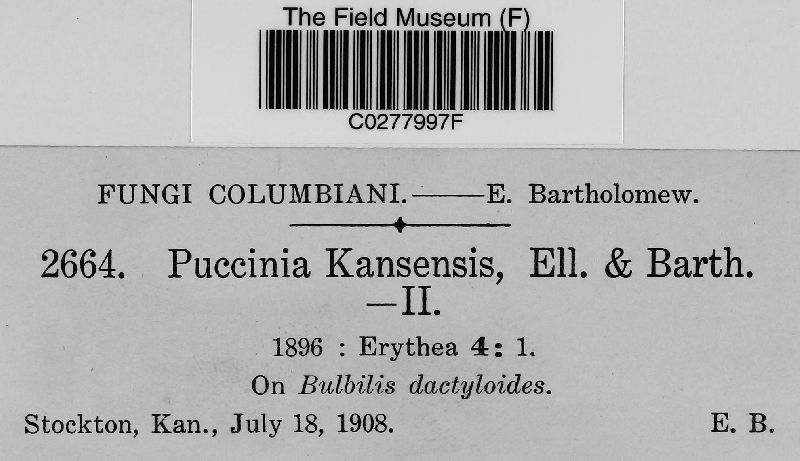 The Field Museum (F)
C0277997F
FUNGI COLUMBIANI.——E. Bartholomew.
2664. Puccinia Kansensis, Ell. & Barth.
—II.
1896 : Erythea 4: 1.
On Bulbilis dactyloides.
Stockton, Kan., July 18, 1908. E. B.